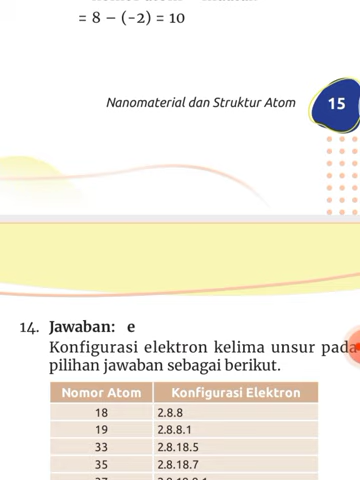 = 8 – (-2) = 10
Nanomaterial dan Struktur Atom
15
14. Jawaban: e
Konfigurasi elektron kelima unsur pada
pilihan jawaban sebagai berikut.
Nomor Atom Konfigurasi Elektron
18 2.8.8
19 2.8.8.1
33 2.8.18.5
35 2.8.18.7